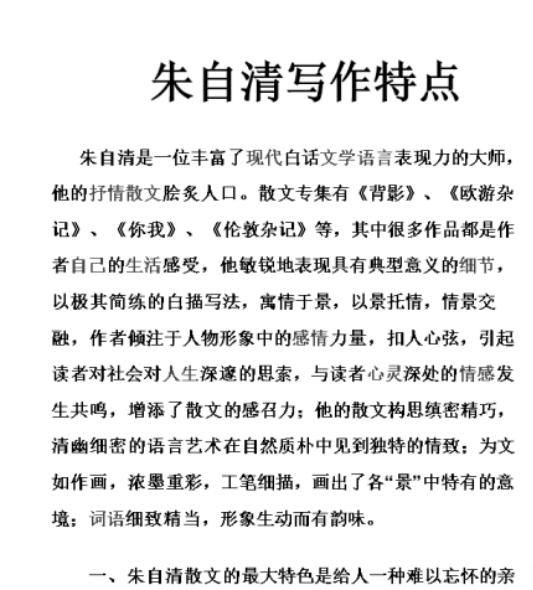 朱自清写作特点
朱自清是一位丰富了现代白话文学语言表现力的大师，
他的抒情散文脍炙人口。散文专集有《背影》、《欧游杂
记》、《你我》、《伦敦杂记》等，其中很多作品都是作
者自己的生活感受，他敏锐地表现具有典型意义的细节，
以极其简练的白描写法，寓情于景，以景托情，情景交
融，作者倾注于人物形象中的感情力量，扣人心弦，引起
读者对社会对人生深邃的思索，与读者心灵深处的情感发
生共鸣，增添了散文的感召力；他的散文构思缜密精巧，
清幽细密的语言艺术在自然质朴中见到独特的情致；为文
如作画，浓墨重彩，工笔细描，画出了各“景”中特有的意
境；词语细致精当，形象生动而有韵味。
一、朱自清散文的最大特色是给人一种难以忘怀的亲